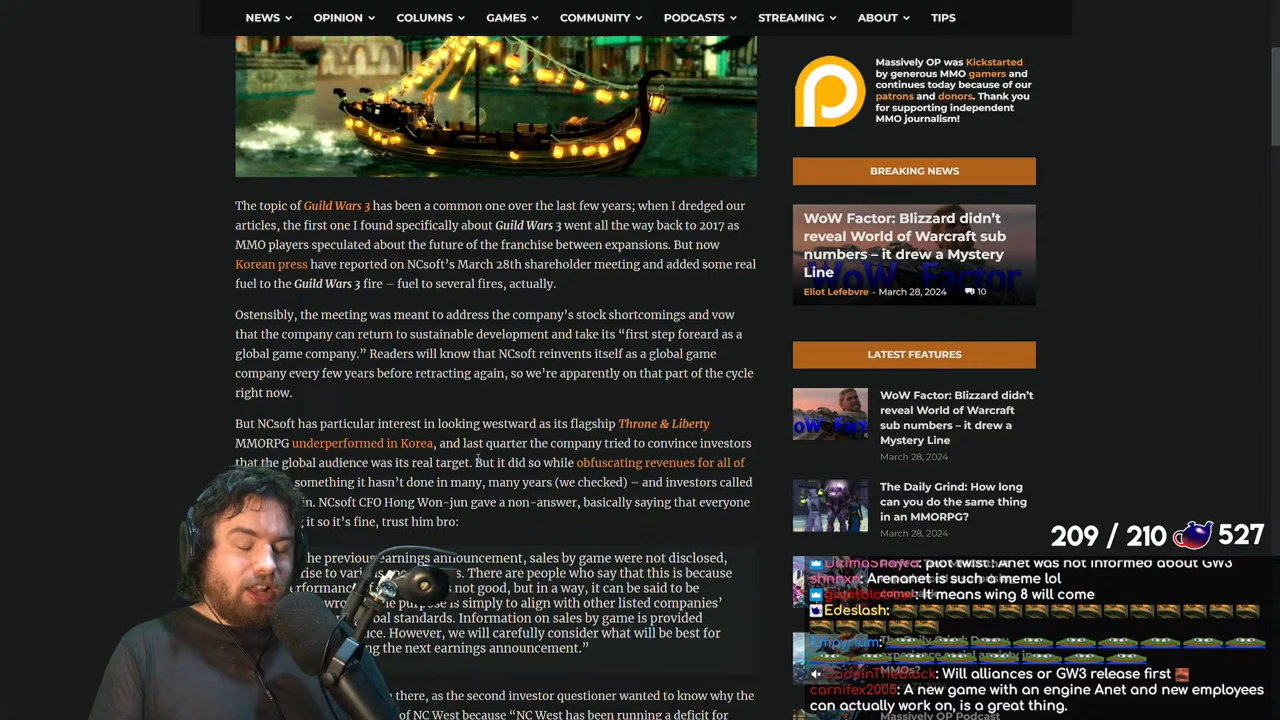 NEWS OPINION COLUMNS GAMES COMMUNITY PODCASTS STREAMING ABOUT TIPS
The topic of Guild Wars 3 has been a common one over the last few years; when I dredged our
articles, the first one I found specifically about Guild Wars 3 went all the way back to 2017 as
MMO players speculated about the future of the franchise between expansions. But now
Korean press have reported on NCsoft's March 28th shareholder meeting and added some real
fuel to the Guild Wars 3 fire – fuel to several fires, actually.
Ostensibly, the meeting was meant to address the company's stock shortcomings and vow
that the company can return to sustainable development and take its "first step foreard as a
global game company." Readers will know that NCsoft reinvents itself as a global game
company every few years before retracting again, so we're apparently on that part of the cycle
right now.
But NCsoft has particular interest in looking westward as its flagship Throne & Liberty
MMORPG underperformed in Korea, and last quarter the company tried to convince investors
that the global audience was its real target. But it did so while obfuscating revenues for all of
something it hasn't done in many, many years (we checked) – and investors called
in. NCsoft CFO Hong Won-jun gave a non-answer, basically saying that everyone
it so it's fine, trust him bro:
the previous earnings announcement, sales by game were not disclosed,
rise to
There are people who say that this is because
not good, but in a way, it can be said to be
purpose is simply to align with other listed companies'
standards. Information on sales by game is provided
However, we will carefully consider what will be best for
the next earnings announcement."
there, as the second investor questioner wanted to know why the
of NC West because "NC West has been running a deficit for
Massively OP was Kickstarted
by generous MMO gamers and
continues today because of our
patrons and donors. Thank you
for supporting independent
MMO journalism!
BREAKING NEWS
WoW Factor: Blizzard didn't
reveal World of Warcraft sub
numbers – it drew a Mystery
Line
Eliot Lefebvre - March 28, 2024 10
LATEST FEATURES
WoW Factor: Blizzard didn't
reveal World of Warcraft sub
numbers – it drew a Mystery
Line
March 28, 2024
The Daily Grind: How long
can you do the same thing
in an MMORPG?
March 28, 2024
209 / 210 527
Plot twist: Anet was not informed about GW3
Arenanet is such a meme lol
It means wing 8 will come
Edeslash:
Empyrium:
MMOs?
Will alliances or GW3 release first
carnifex2005: A new game with an engine Anet and new employees
can actually work on, is a great thing.
Massively OP Podcast